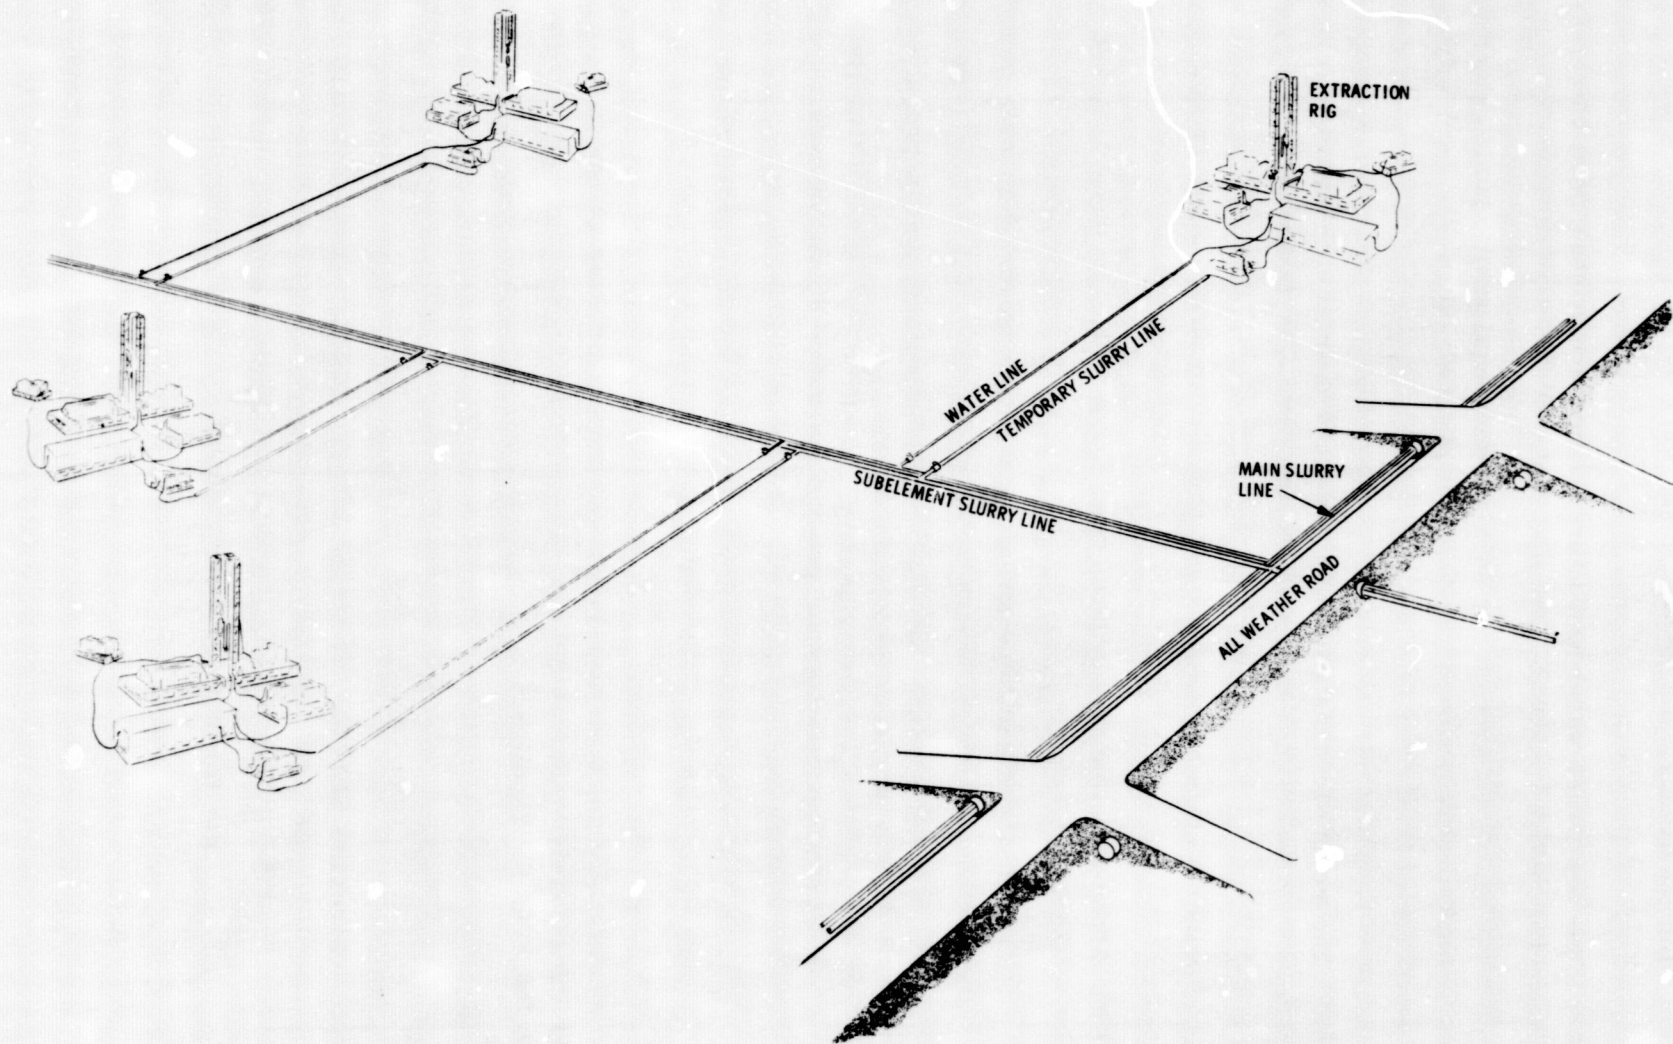 EXTRACTION
RIG
WATER LINE
TEMPORARY SLURRY LINE
SUBELEMENT SLURRY LINE
MAIN SLURRY
LINE
ALL WEATHER ROAD